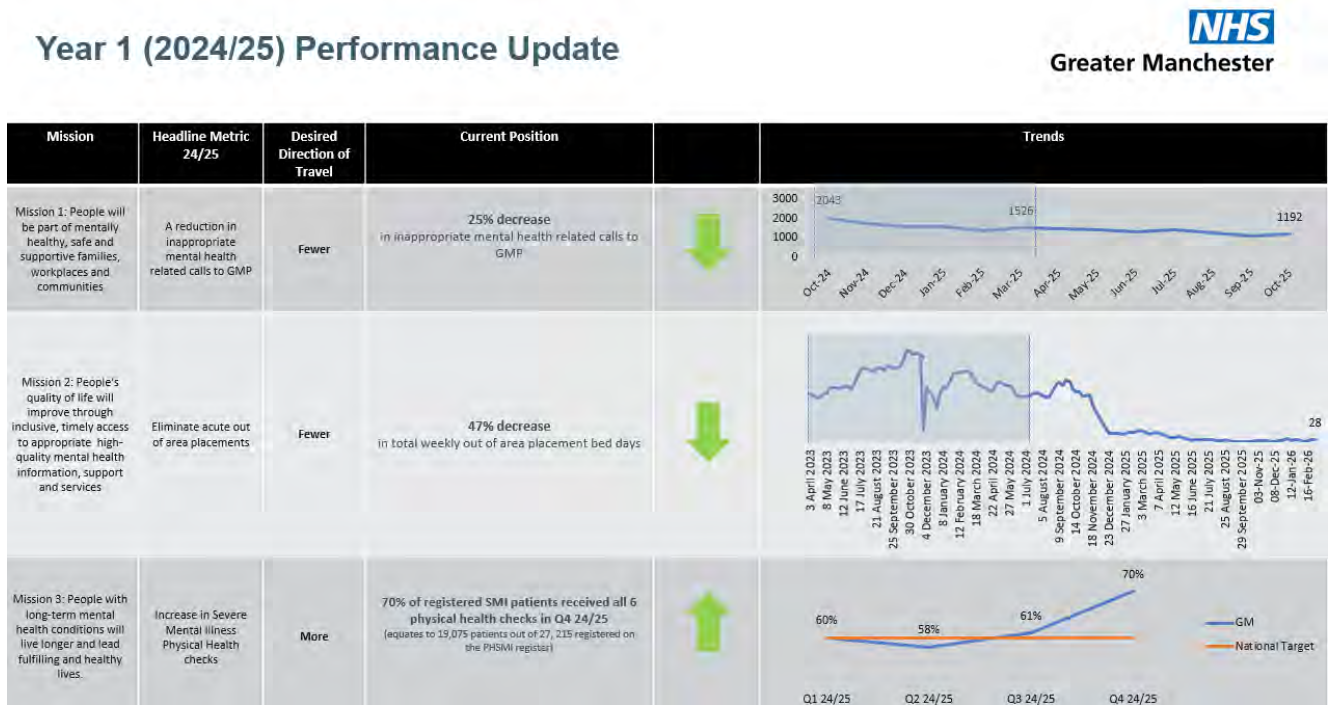 Year 1 (2024/25) Performance Update
NHS
Greater Manchester
Mission
Headline Metric
24/25
Desired
Direction of
Travel
Current Position
Trends
Mission 1: People will
be part of mentally
healthy, safe and
supportive families,
workplaces and
communities
A reduction in
inappropriate
mental health
related calls to GMP
Fewer
25% decrease
in inappropriate mental health related calls to
GMP
3000
2000
1000
0
2043
1526
1192
Oct-24
Nov-24
Dec-24
Jan-25
Feb-25
Mar-25
Apr-25
May-25
Jun-25
Jul-25
Aug-25
Sep-25
Oct-25
Mission 2: People's
quality of life will
improve through
inclusive, timely access
to appropriate high-
quality mental health
information, support
and services
Eliminate acute out
of area placements
Fewer
47% decrease
in total weekly out of area placement bed days
28
3 April 2023
8 May 2023
12 June 2023
17 July 2023
21 August 2023
25 September 2023
30 October 2023
4 December 2023
8 January 2024
12 February 2024
18 March 2024
22 April 2024
27 May 2024
1 July 2024
5 August 2024
9 September 2024
14 October 2024
18 November 2024
23 December 2024
27 January 2025
3 March 2025
7 April 2025
12 May 2025
16 June 2025
21 July 2025
25 August 2025
29 September 2025
03-Nov-25
08-Dec-25
12-Jan-26
16-Feb-26
Mission 3: People with
long-term mental
health conditions will
live longer and lead
fulfilling and healthy
lives.
Increase in Severe
Mental Illness
Physical Health
checks
More
70% of registered SMI patients received all 6
physical health checks in Q4 24/25
(equates to 19,075 patients out of 27, 215 registered on
the PHSMI register)
60%
58%
61%
70%
GM
National Target
Q1 24/25
Q2 24/25
Q3 24/25
Q4 24/25